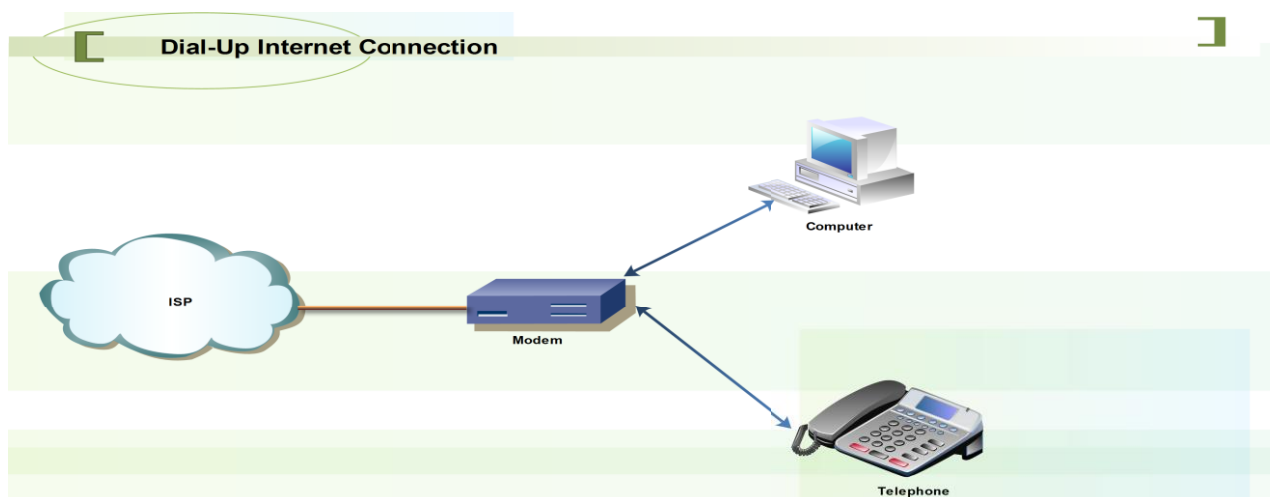 Dial-Up Internet Connection
Computer
ISP
Modem
Telephone